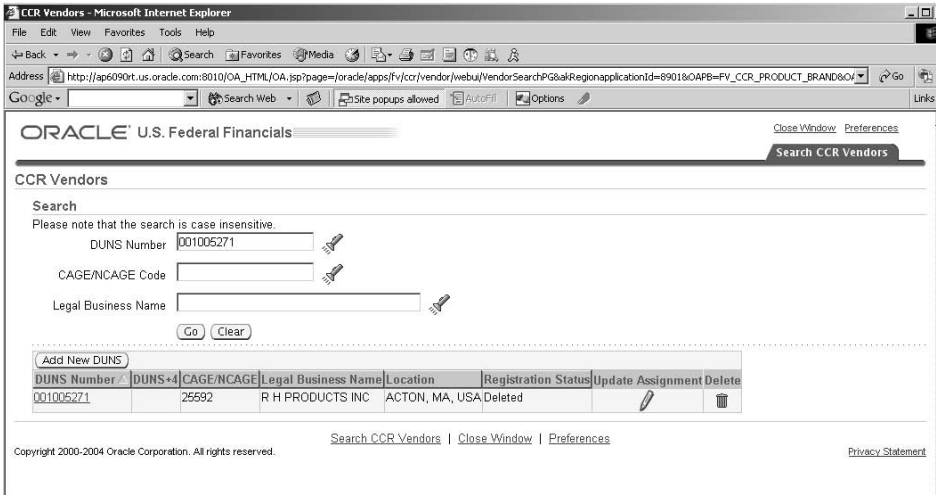 CCR Vendors - Microsoft Internet Explorer
File Edit View Favorites Tools Help
Back Search Favorites Media
Address http://ap6090rt.us.oracle.com:8010/OA_HTML/OA.jsp?page=/oracle/apps/fv/ccr/vendor/webui/VendorSearchPG&akRegionapplicationId=8901&OAPB=FV_CCR_PRODUCT_BRAND&OA Go
Google Search Web Site popups allowed AutoFill Options Links
ORACLE U.S. Federal Financials
Close Window Preferences
Search CCR Vendors
CCR Vendors
Search
Please note that the search is case insensitive.
DUNS Number 001005271
CAGE/NCAGE Code
Legal Business Name
Go Clear
Add New DUNS
DUNS Number DUNS+4 CAGE/NCAGE Legal Business Name Location Registration Status Update Assignment Delete
001005271 25592 R H PRODUCTS INC ACTON, MA, USA Deleted
Search CCR Vendors | Close Window | Preferences
Copyright 2000-2004 Oracle Corporation. All rights reserved. Privacy Statement